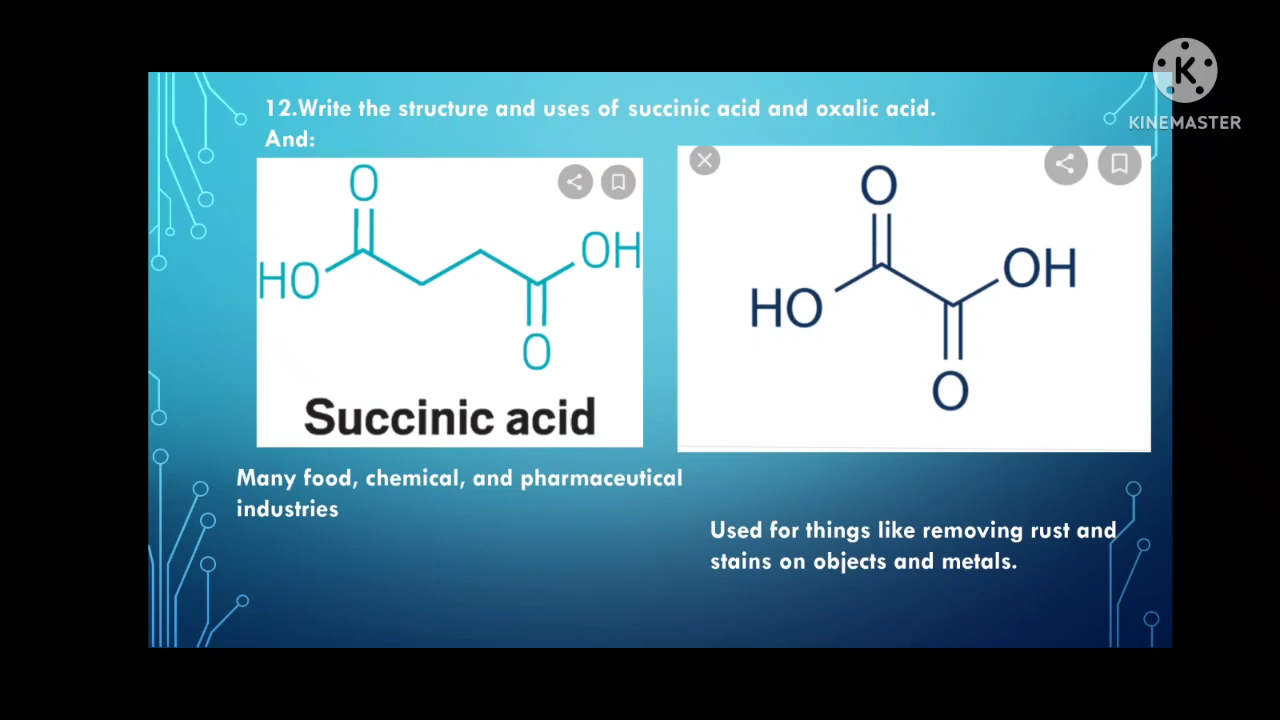 KINEMASTER
12.Write the structure and uses of succinic acid and oxalic acid.
And:
O
HO
OH
O
Succinic acid
O
HO
OH
O
Many food, chemical, and pharmaceutical
industries
Used for things like removing rust and
stains on objects and metals.